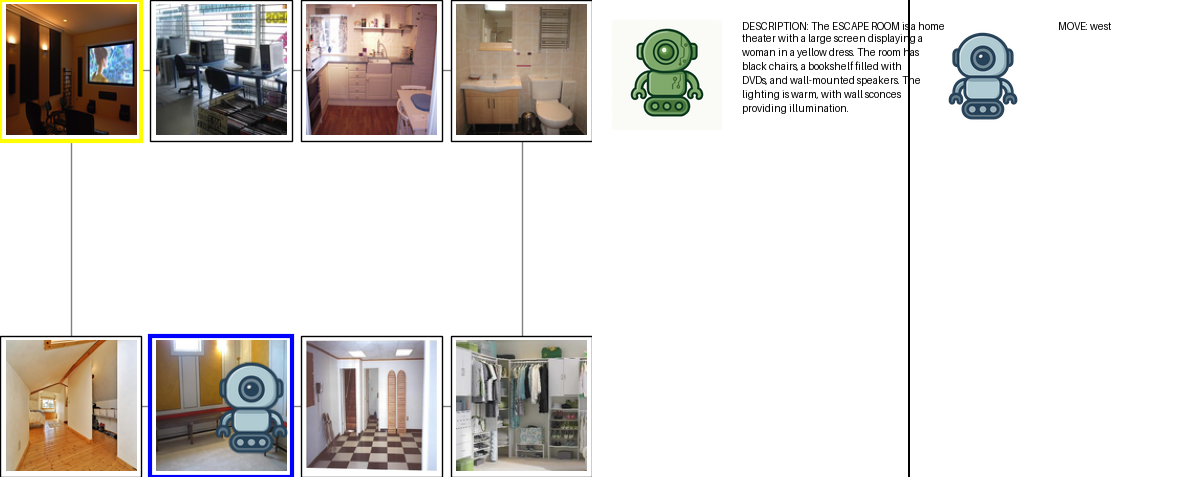 DESCRIPTION: The ESCAPE ROOM is a home
theater with a large screen displaying a
woman in a yellow dress. The room has
black chairs, a bookshelf filled with
DVDs, and wall-mounted speakers. The
lighting is warm, with wall sconces
providing illumination.
MOVE: west